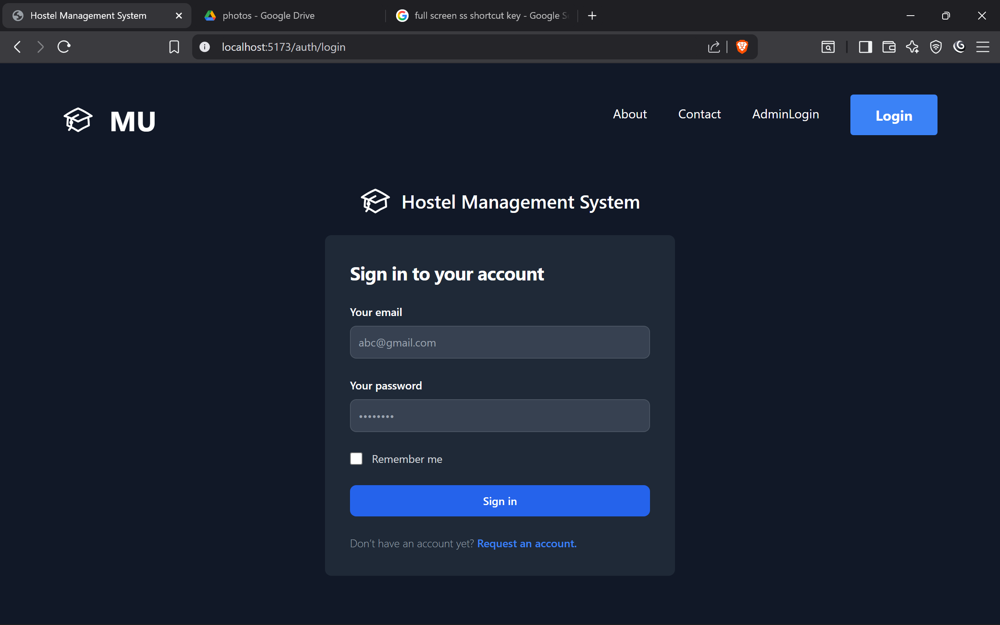 Hostel Management System
photos - Google Drive
full screen ss shortcut key - Google S
localhost:5173/auth/login
MU
About
Contact
AdminLogin
Login
Hostel Management System
Sign in to your account
Your email
abc@gmail.com
Your password
••••••••
Remember me
Sign in
Don't have an account yet? Request an account.